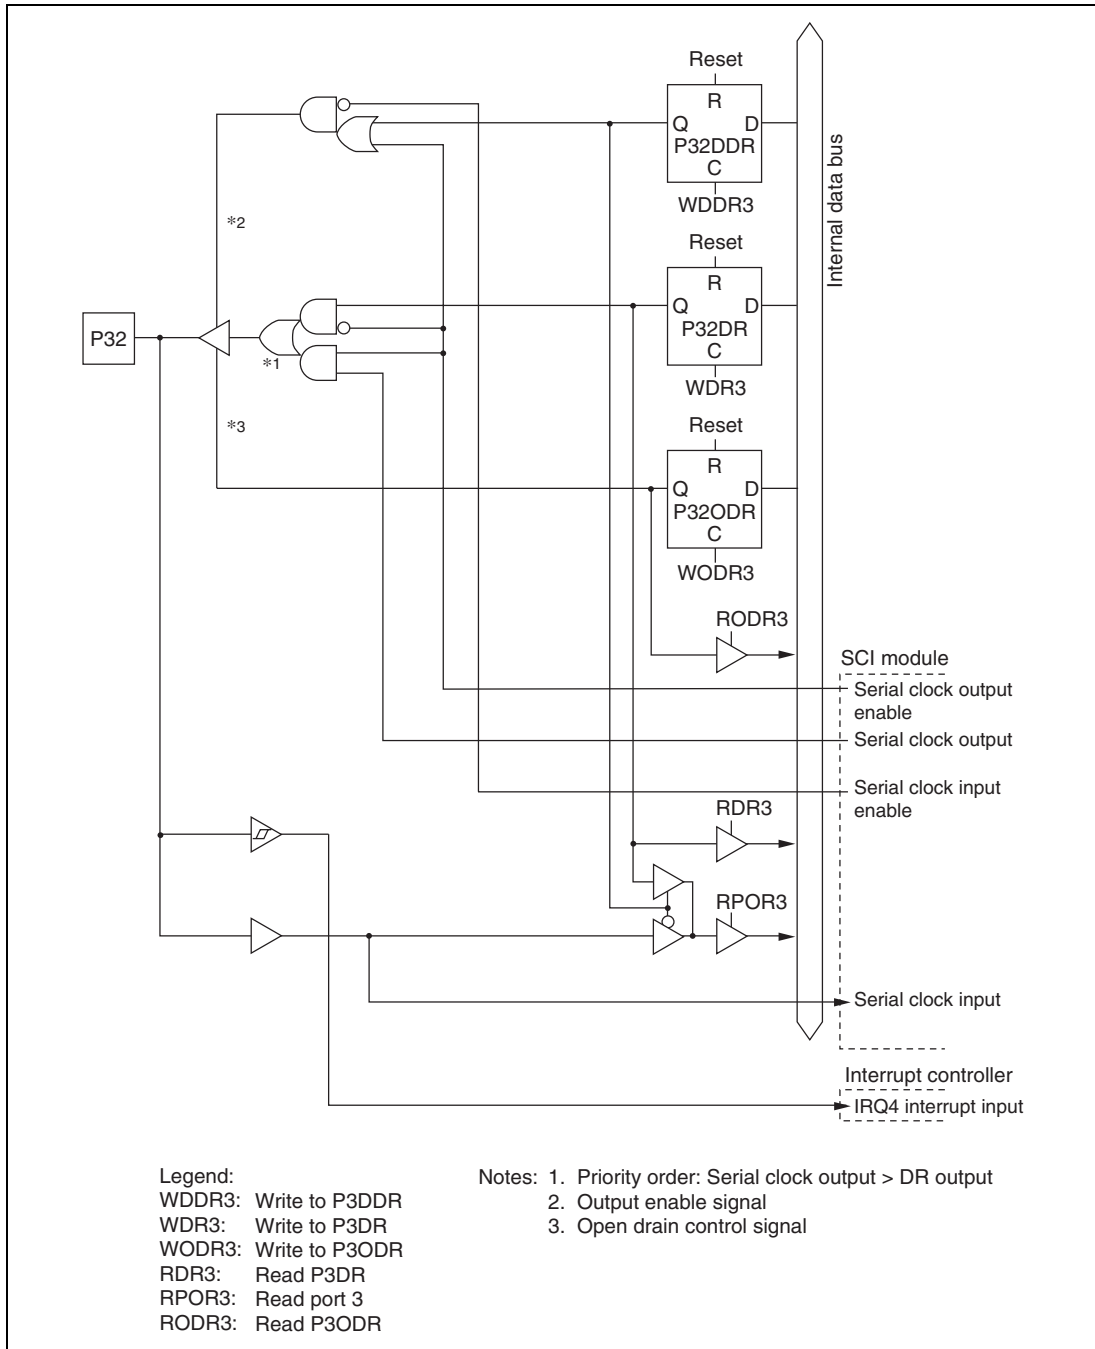 Reset
R
Q D
P32DDR
C
WDDR3
Internal data bus
*2
Reset
R
Q D
P32DR
C
WDR3
P32
*1
*3
Reset
R
Q D
P32ODR
C
WODR3
RODR3
SCI module
Serial clock output
enable
Serial clock output
Serial clock input
enable
RDR3
RPOR3
Serial clock input
Interrupt controller
IRQ4 interrupt input
Legend:
WDDR3: Write to P3DDR
WDR3: Write to P3DR
WODR3: Write to P3ODR
RDR3: Read P3DR
RPOR3: Read port 3
RODR3: Read P3ODR
Notes: 1. Priority order: Serial clock output > DR output
2. Output enable signal
3. Open drain control signal